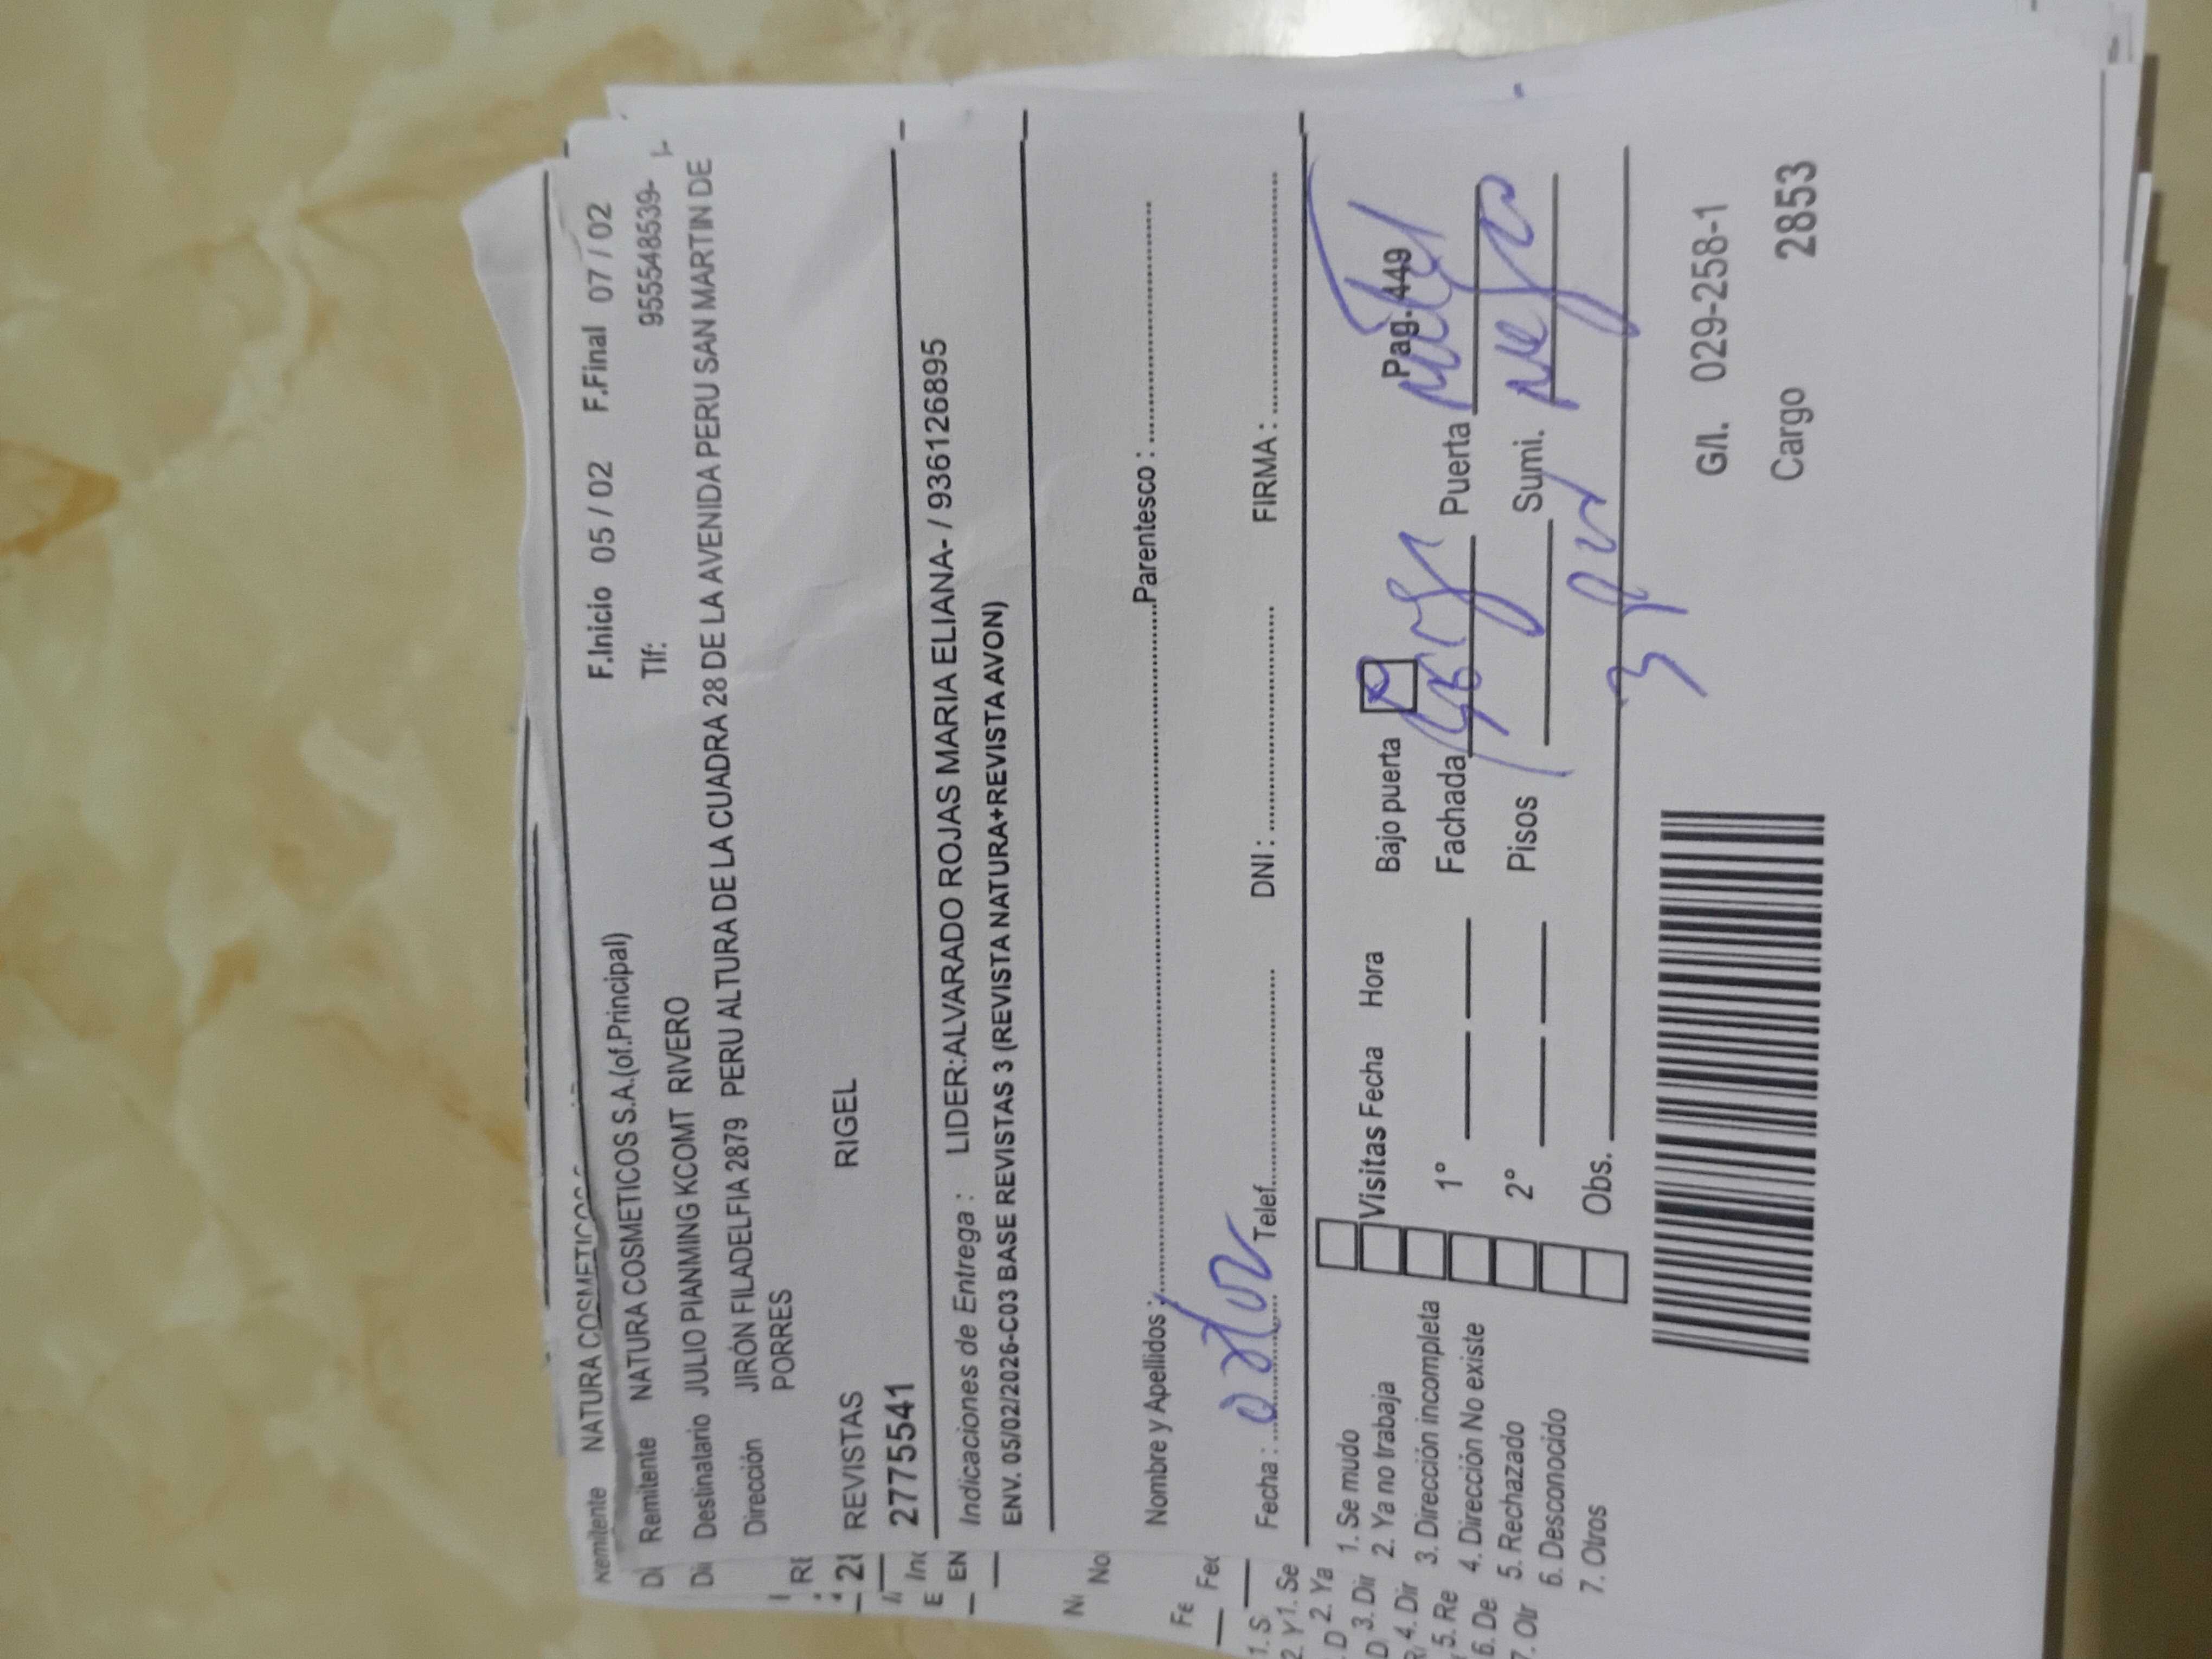 Remitente NATURA COSMETICOS
Remitente NATURA COSMETICOS S.A.(of.Principal) F.Inicio 05 / 02 F.Final 07 / 02
Destinatario JULIO PIANMING KCOMT RIVERO Tlf: 955548539-
Dirección JIRÓN FILADELFIA 2879 PERU ALTURA DE LA CUADRA 28 DE LA AVENIDA PERU SAN MARTIN DE
PORRES
REVISTAS RIGEL
2775541
Indicaciones de Entrega : LIDER:ALVARADO ROJAS MARIA ELIANA- / 936126895
ENV. 05/02/2026-C03 BASE REVISTAS 3 (REVISTA NATURA+REVISTA AVON)
Nombre y Apellidos : Parentesco :
Fecha : Telef. DNI : FIRMA :
1. Se mudo
2. Ya no trabaja
3. Dirección incompleta
4. Dirección No existe
5. Rechazado
6. Desconocido
7. Otros
Visitas Fecha Hora Bajo puerta Pag- 449
1° Fachada Puerta
2° Pisos Sumi.
Obs.
G/l. 029-258-1
Cargo 2853